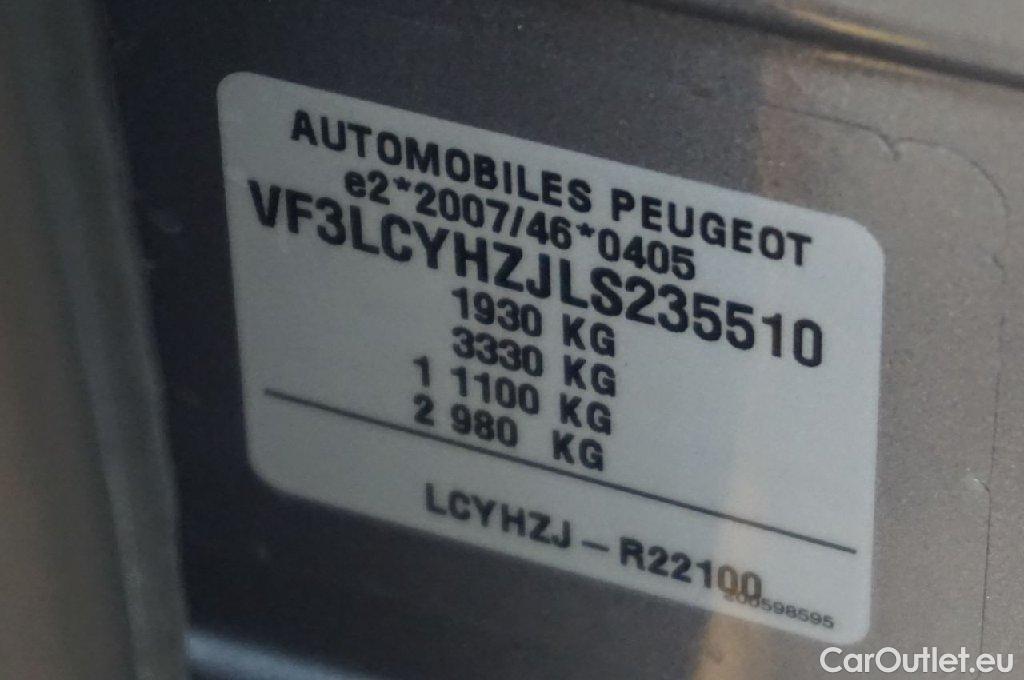 AUTOMOBILES PEUGEOT
e2*2007/46*0405
VF3LCYHZJLS235510
1930 KG
3330 KG
1 1100 KG
2 980 KG
LCYHZJ – R22100
CarOutlet.eu